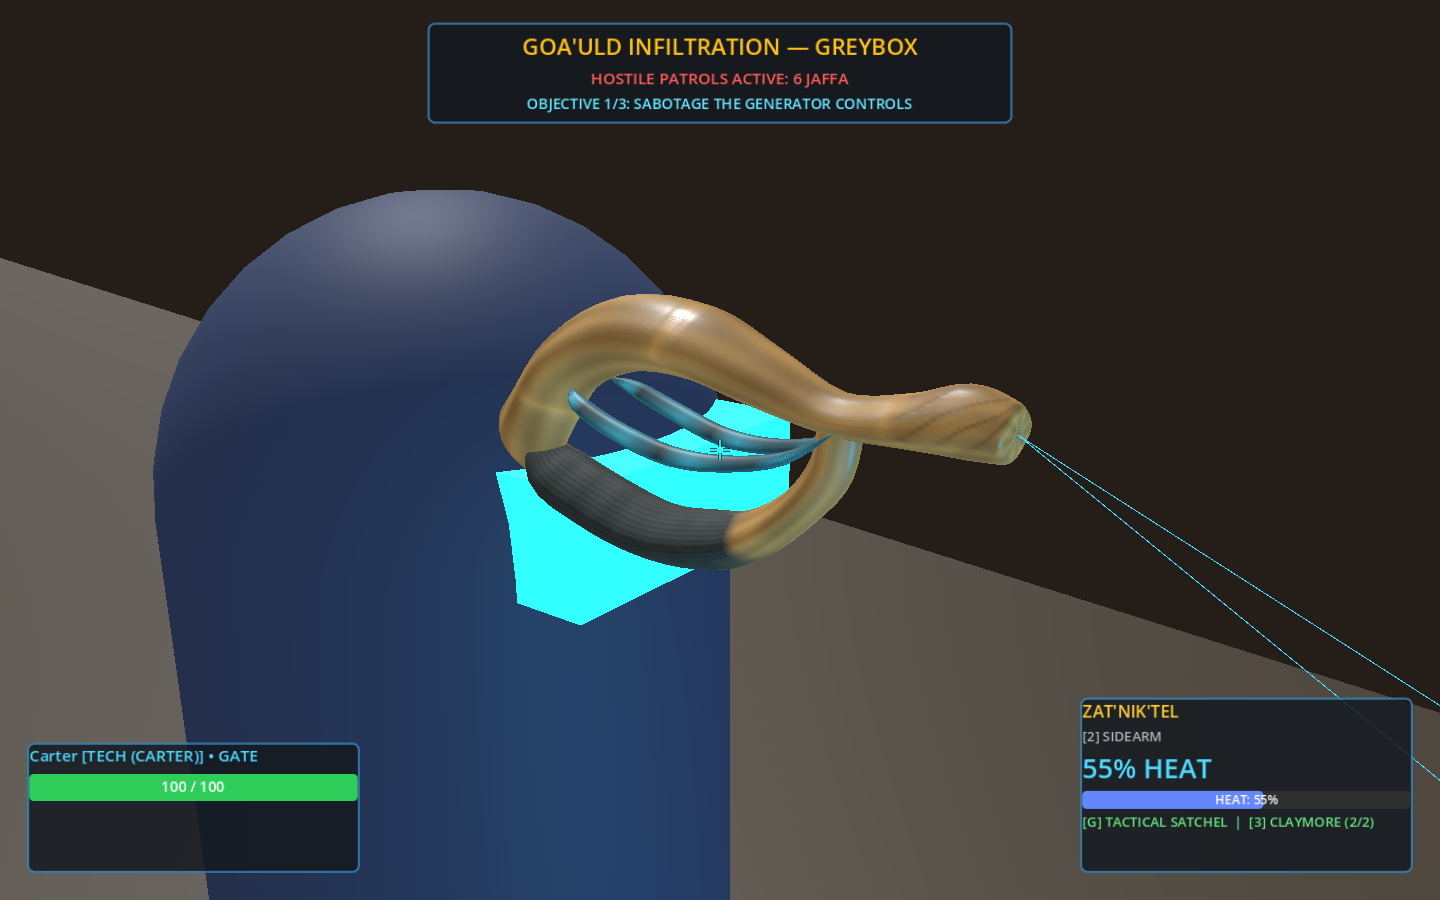 GOA'ULD INFILTRATION — GREYBOX
HOSTILE PATROLS ACTIVE: 6 JAFFA
OBJECTIVE 1/3: SABOTAGE THE GENERATOR CONTROLS
Carter [TECH (CARTER)] • GATE
100 / 100
ZAT'NIK'TEL
[2] SIDEARM
55% HEAT
HEAT: 55%
[G] TACTICAL SATCHEL | [3] CLAYMORE (2/2)